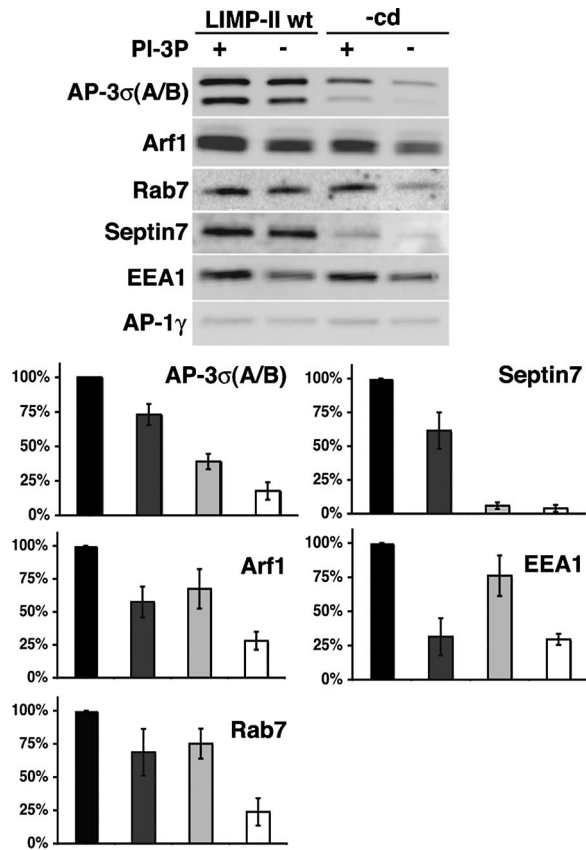 LIMP-II wt -cd
PI-3P + - + -
AP-3σ(A/B)
Arf1
Rab7
Septin7
EEA1
AP-1γ
AP-3σ(A/B)
100%
75%
50%
25%
0%
Septin7
100%
75%
50%
25%
0%
Arf1
100%
75%
50%
25%
0%
EEA1
100%
75%
50%
25%
0%
Rab7
100%
75%
50%
25%
0%